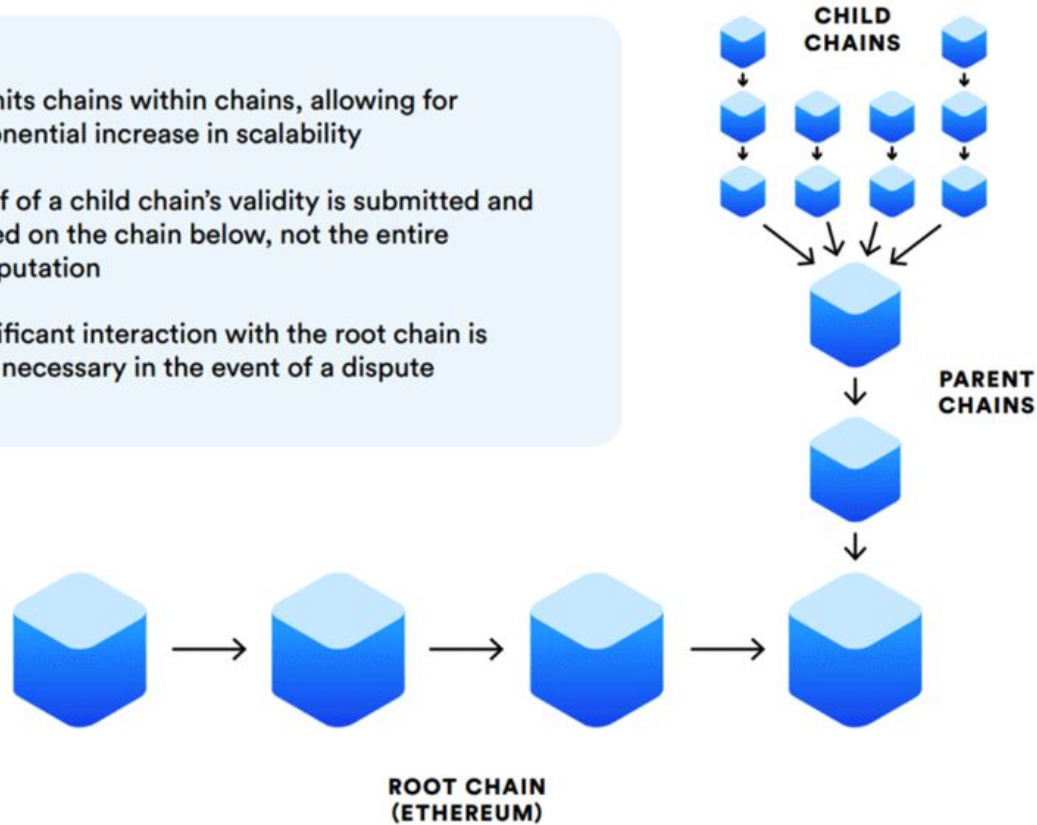 nits chains within chains, allowing for
onential increase in scalability
f of a child chain's validity is submitted and
ed on the chain below, not the entire
putation
ificant interaction with the root chain is
necessary in the event of a dispute
CHILD
CHAINS
PARENT
CHAINS
ROOT CHAIN
(ETHEREUM)